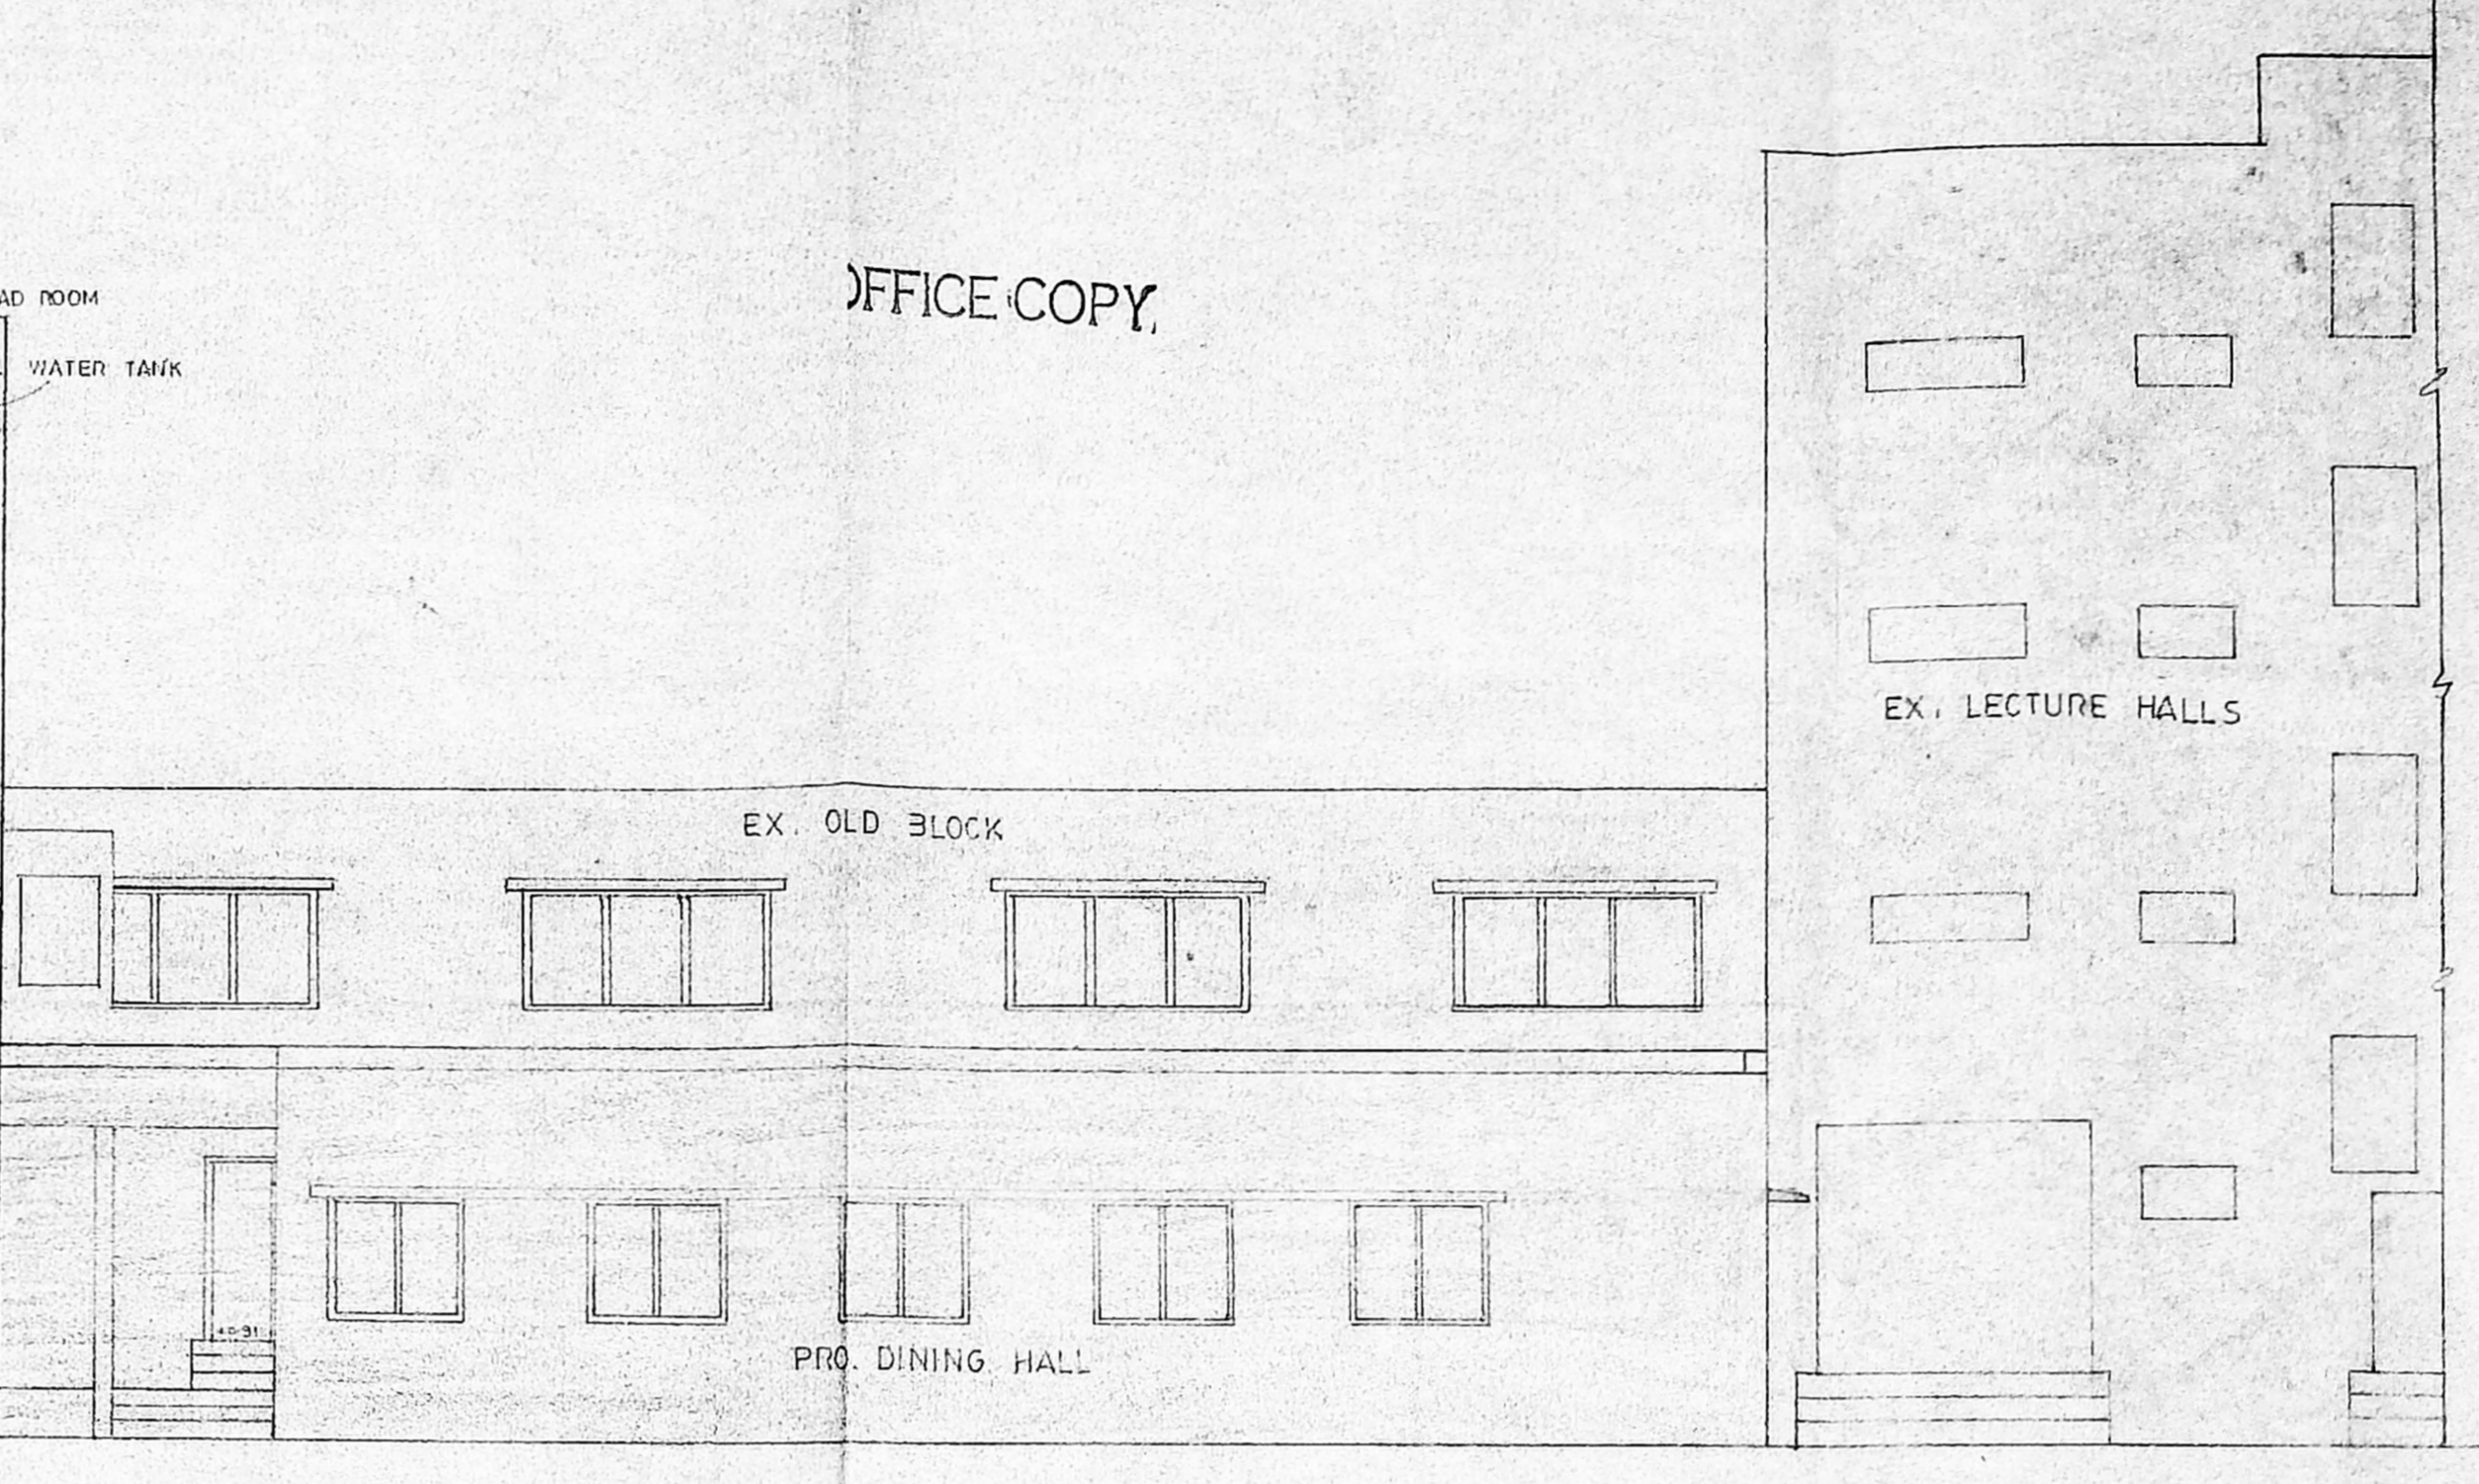 AD ROOM
WATER TANK
OFFICE COPY
EX. LECTURE HALLS
EX. OLD BLOCK
PRO. DINING HALL